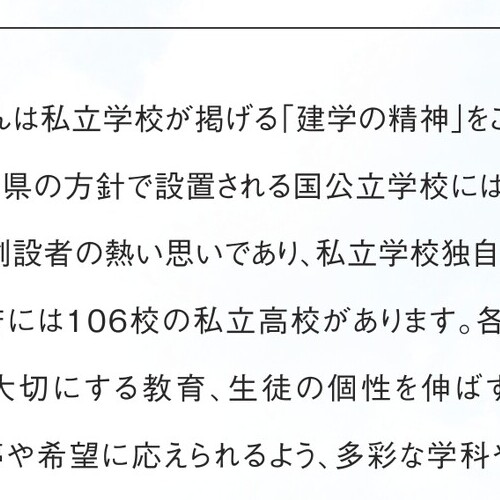 は私立学校が掲げる「建学の精神」を
県の方針で設置される国公立学校には
創設者の熱い思いであり、私立学校独自
には106校の私立高校があります。各
大切にする教育、生徒の個性を伸ばす
や希望に応えられるよう、多彩な学科や